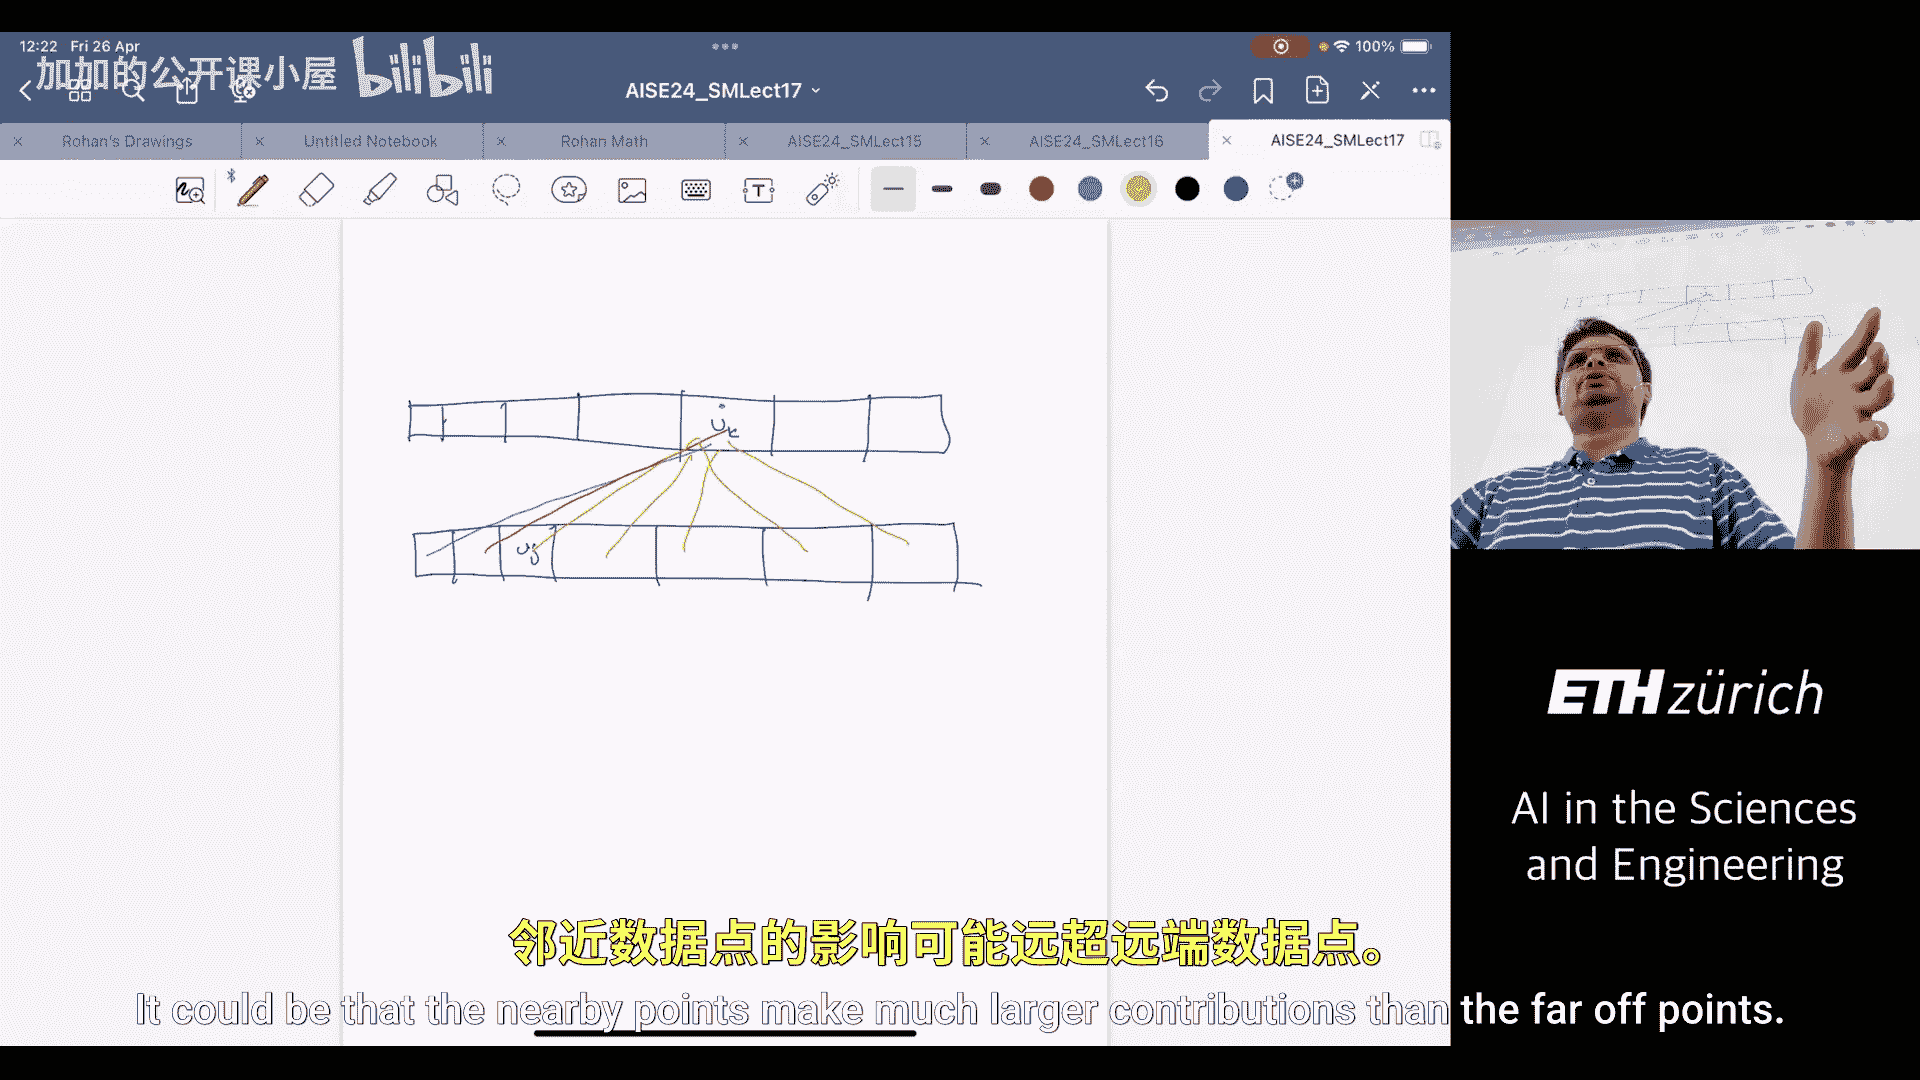 12:22 Fri 26 Apr
100%
加加的公开课小屋 bilibili
AISE24_SMLect17
Rohan's Drawings
Untitled Notebook
Rohan Math
AISE24_SMLect15
AISE24_SMLect16
AISE24_SMLect17
T
u_k
u_j
ETH zürich
AI in the Sciences
and Engineering
邻近数据点的影响可能远超远端数据点。
It could be that the nearby points make much larger contributions than the far off points.